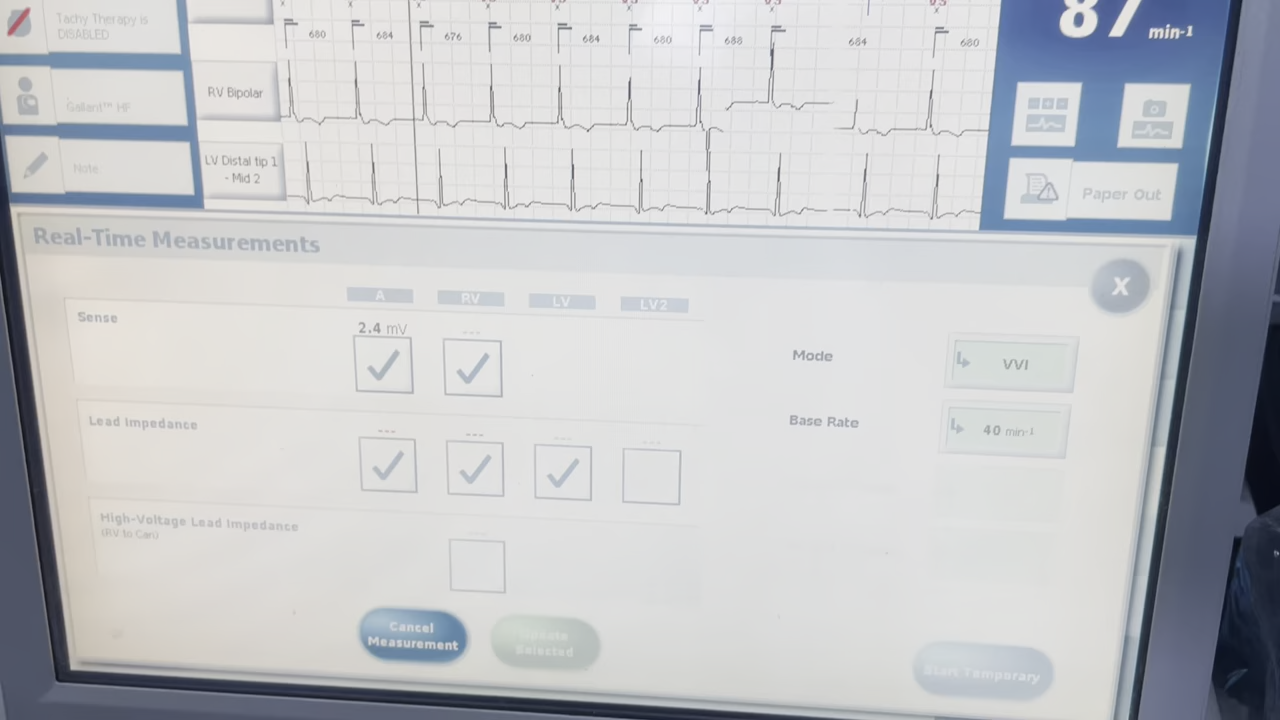 Tachy Therapy is
DISABLED
Gallant™ HF
Note
RV Bipolar
LV Distal tip 1
- Mid 2
680 684 676 680 684 680 688 684 680
87 min-1
Paper Out
Real-Time Measurements
X
A RV LV LV2
Sense
2.4 mV ---
Lead Impedance
--- --- --- ---
High-Voltage Lead Impedance
(RV to Can)
---
Mode
VVI
Base Rate
40 min-1
Cancel
Measurement
Update
Selected
Start Temporary